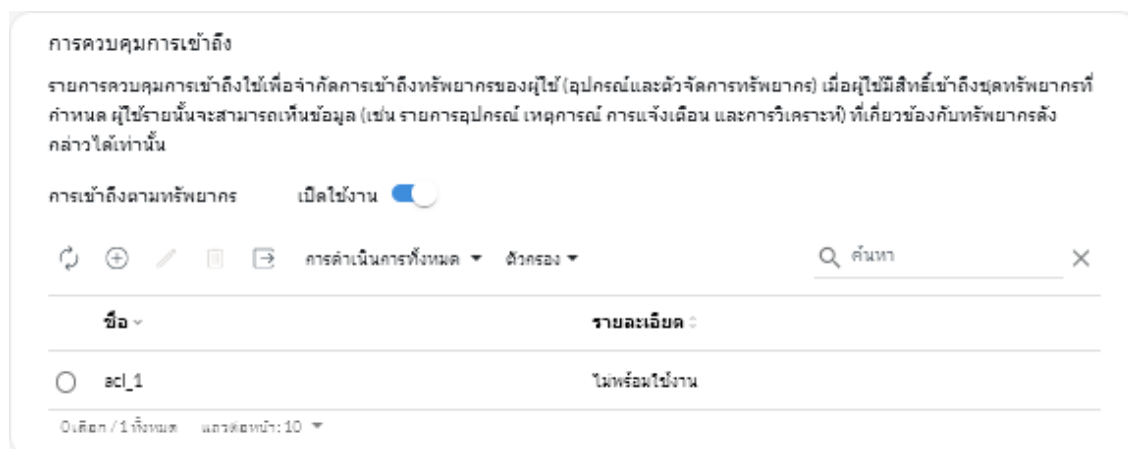 การควบคุมการเข้าถึง
รายการควบคุมการเข้าถึงใช้เพื่อจำกัดการเข้าถึงทรัพยากรของผู้ใช้ (อุปกรณ์และตัวจัดการทรัพยากร) เมื่อผู้ใช้มีสิทธิ์เข้าถึงชุดทรัพยากรที่
กำหนด ผู้ใช้รายนั้นจะสามารถเห็นข้อมูล (เช่น รายการอุปกรณ์ เหตุการณ์ การแจ้งเตือน และการวิเคราะห์) ที่เกี่ยวข้องกับทรัพยากรดัง
กล่าวได้เท่านั้น
การเข้าถึงตามทรัพยากร เปิดใช้งาน
การดำเนินการทั้งหมด ตัวกรอง ค้นหา
ชื่อ รายละเอียด
acl_1 ไม่พร้อมใช้งาน
0 เลือก / 1 ทั้งหมด แถวต่อหน้า: 10